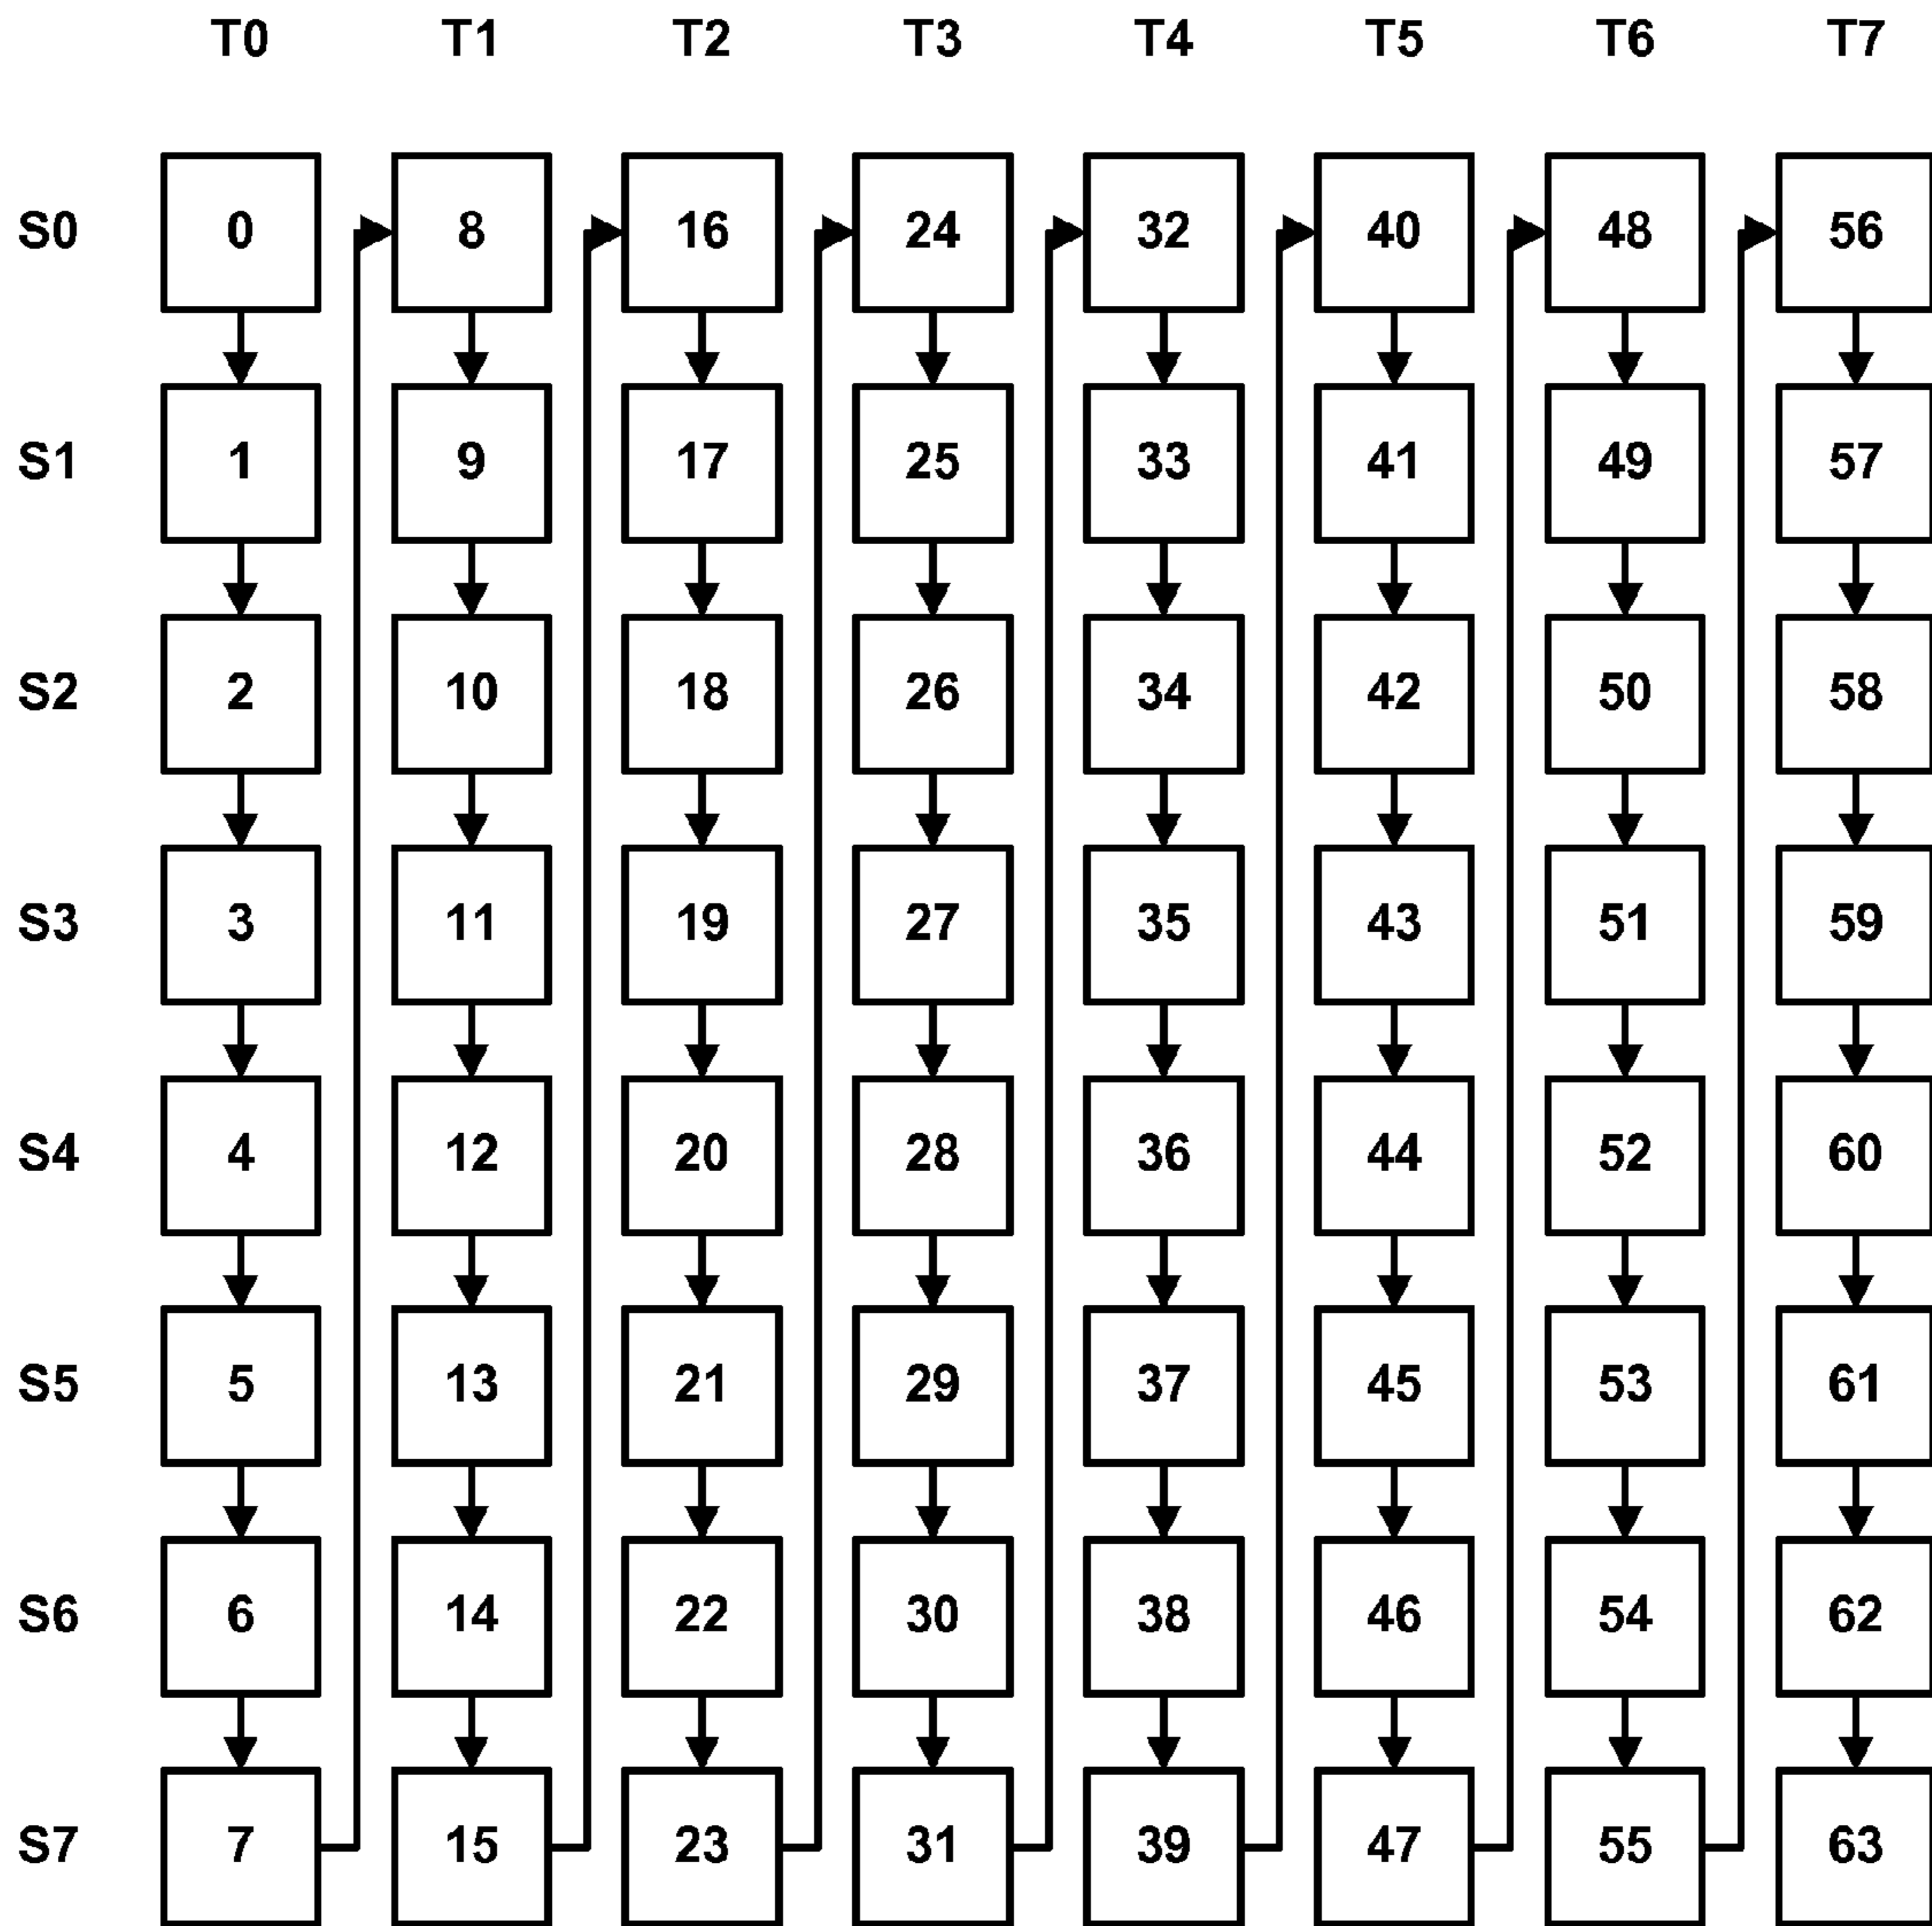 T0 T1 T2 T3 T4 T5 T6 T7
S0 0 8 16 24 32 40 48 56
S1 1 9 17 25 33 41 49 57
S2 2 10 18 26 34 42 50 58
S3 3 11 19 27 35 43 51 59
S4 4 12 20 28 36 44 52 60
S5 5 13 21 29 37 45 53 61
S6 6 14 22 30 38 46 54 62
S7 7 15 23 31 39 47 55 63